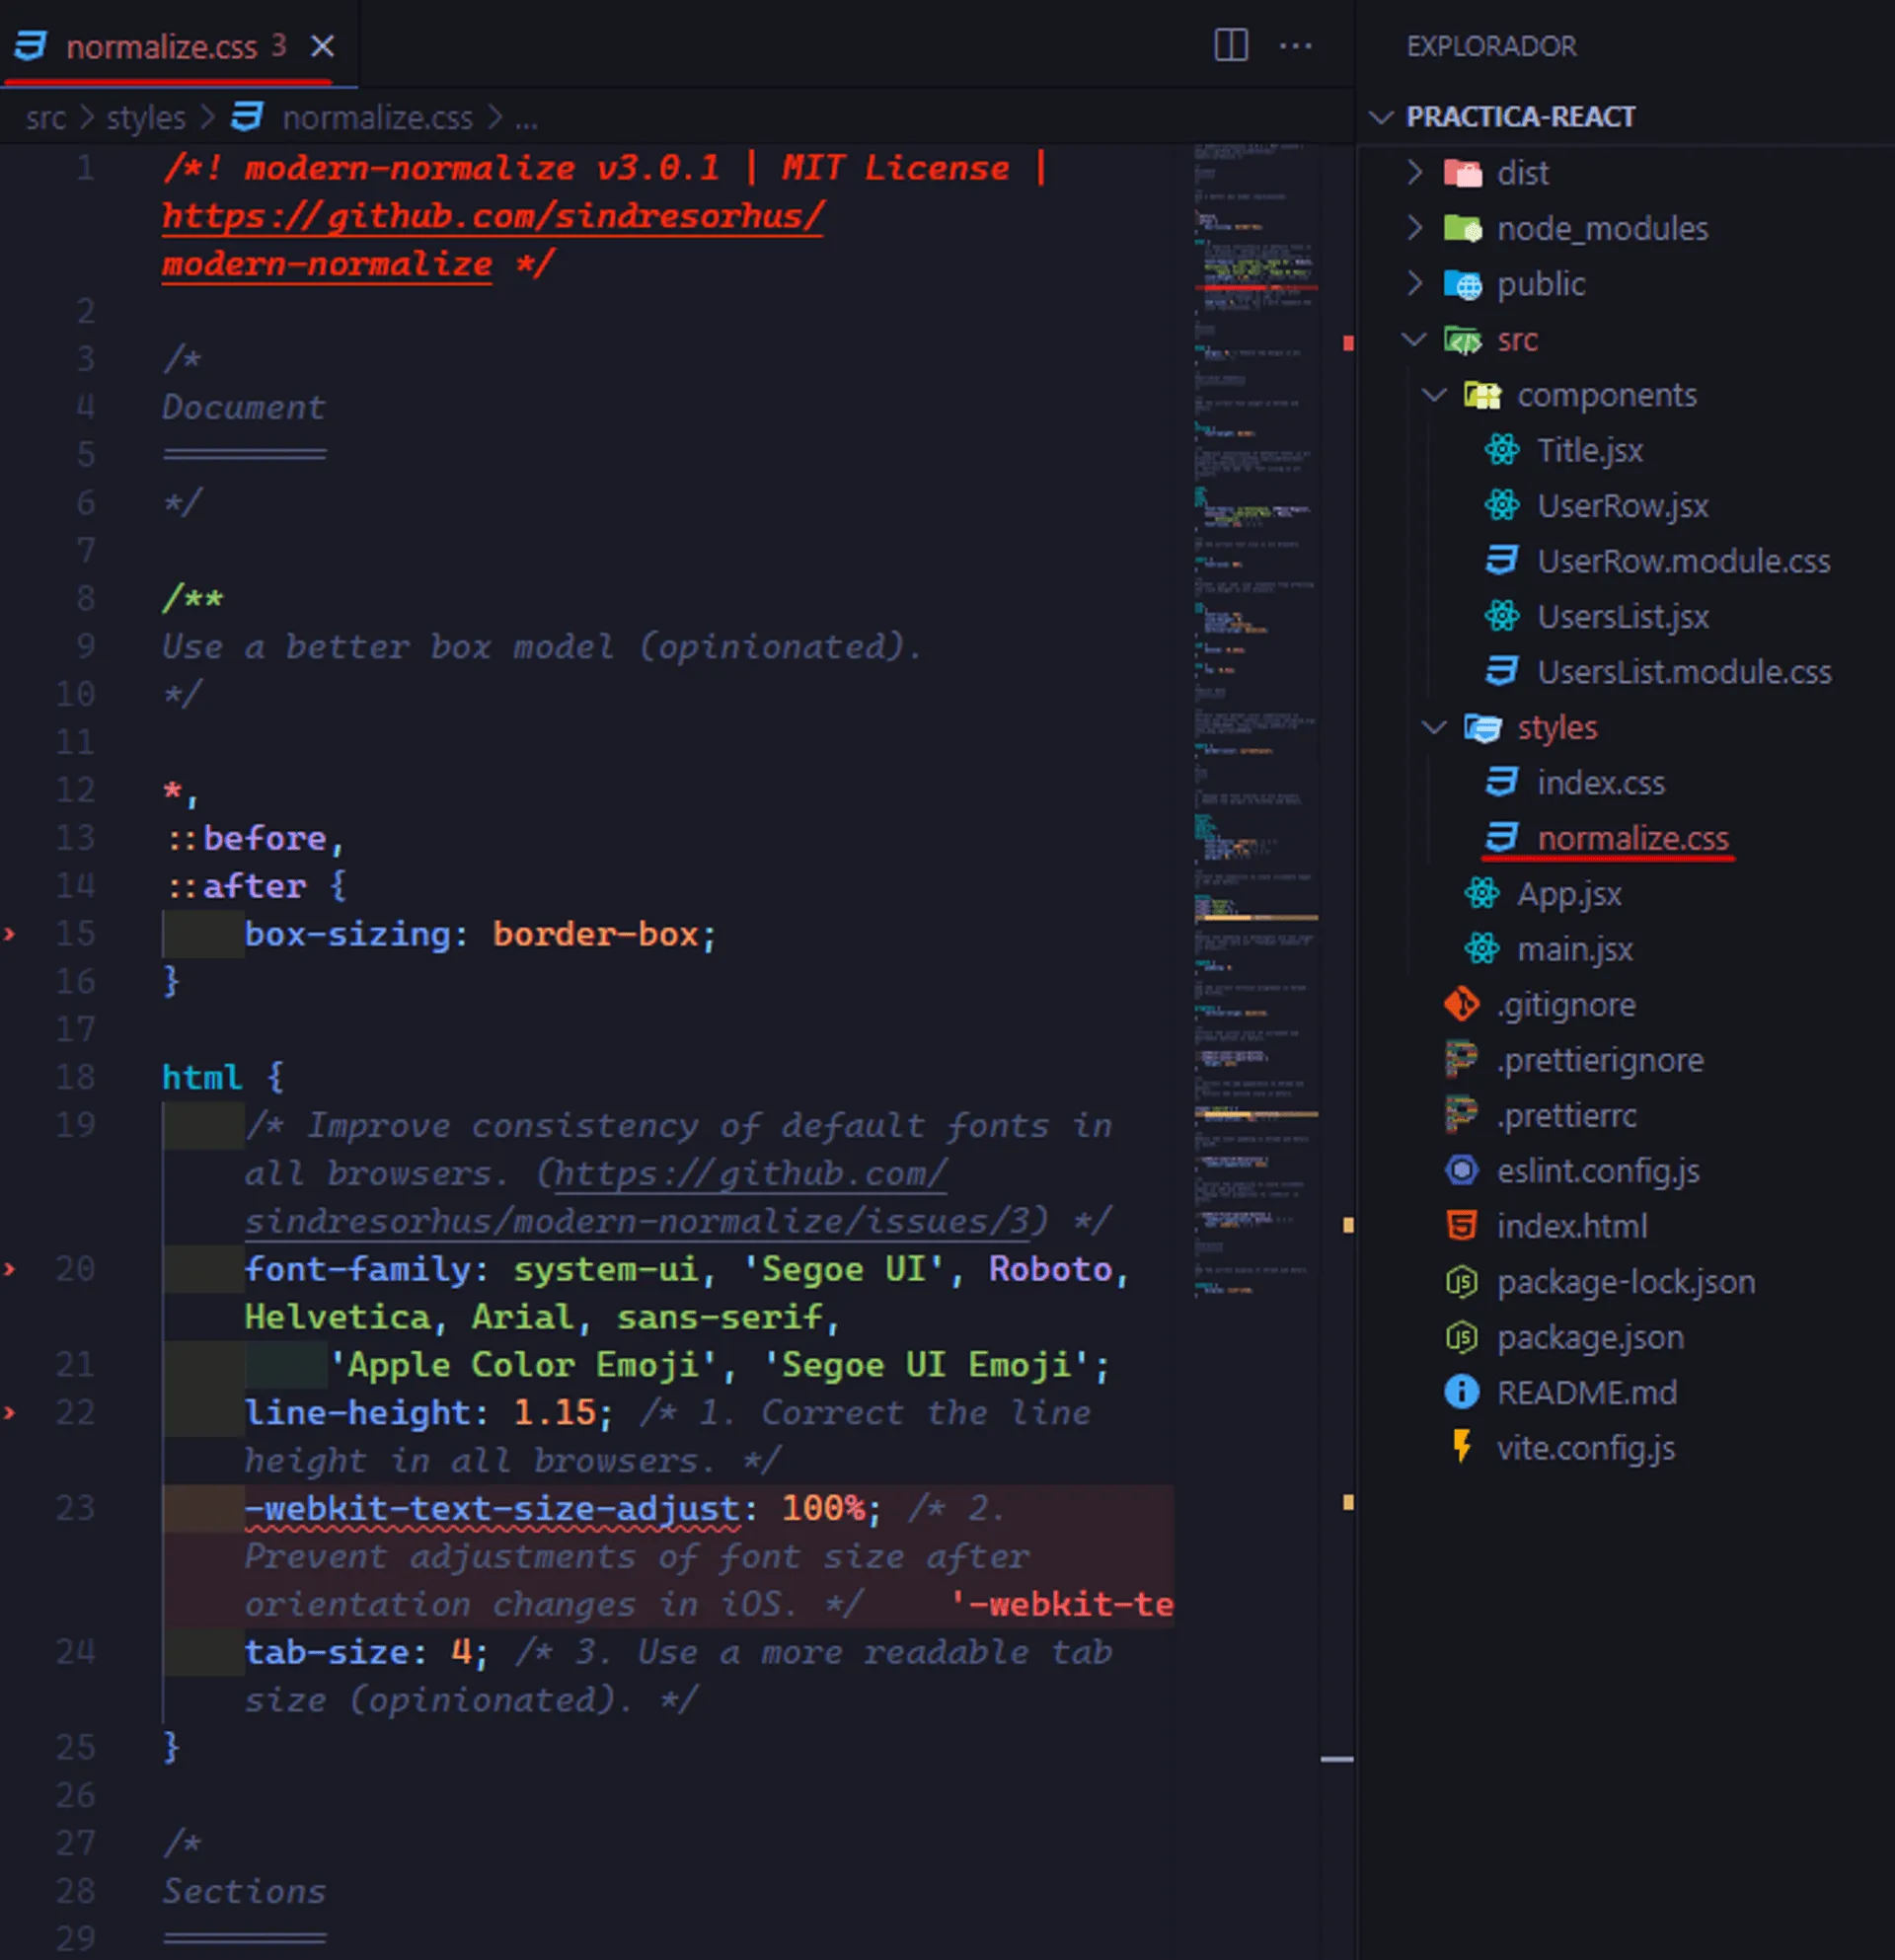 normalize.css 3
src > styles > normalize.css > ...
1 /*! modern-normalize v3.0.1 | MIT License |
https://github.com/sindresorhus/
modern-normalize */
2
3 /*
4 Document
5 ========
6 */
7
8 /**
9 Use a better box model (opinionated).
10 */
11
12 *,
13 ::before,
14 ::after {
15 box-sizing: border-box;
16 }
17
18 html {
19 /* Improve consistency of default fonts in
all browsers. (https://github.com/
sindresorhus/modern-normalize/issues/3) */
20 font-family: system-ui, 'Segoe UI', Roboto,
Helvetica, Arial, sans-serif,
21 'Apple Color Emoji', 'Segoe UI Emoji';
22 line-height: 1.15; /* 1. Correct the line
height in all browsers. */
23 -webkit-text-size-adjust: 100%; /* 2.
Prevent adjustments of font size after
orientation changes in iOS. */ '-webkit-te
24 tab-size: 4; /* 3. Use a more readable tab
size (opinionated). */
25 }
26
27 /*
28 Sections
29 ========
EXPLORADOR
PRACTICA-REACT
dist
node_modules
public
src
components
Title.jsx
UserRow.jsx
UserRow.module.css
UsersList.jsx
UsersList.module.css
styles
index.css
normalize.css
App.jsx
main.jsx
.gitignore
.prettierignore
.prettierrc
eslint.config.js
index.html
package-lock.json
package.json
README.md
vite.config.js